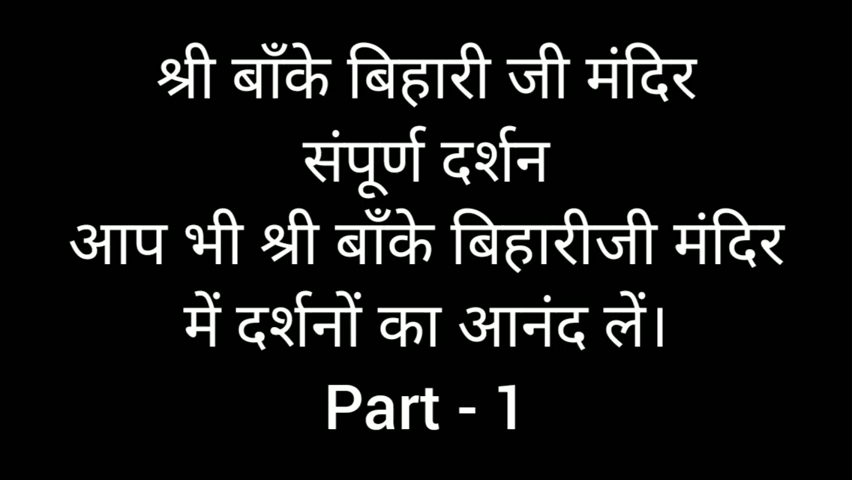 श्री बाँके बिहारी जी मंदिर
संपूर्ण दर्शन
आप भी श्री बाँके बिहारीजी मंदिर
में दर्शनों का आनंद लें।
Part - 1